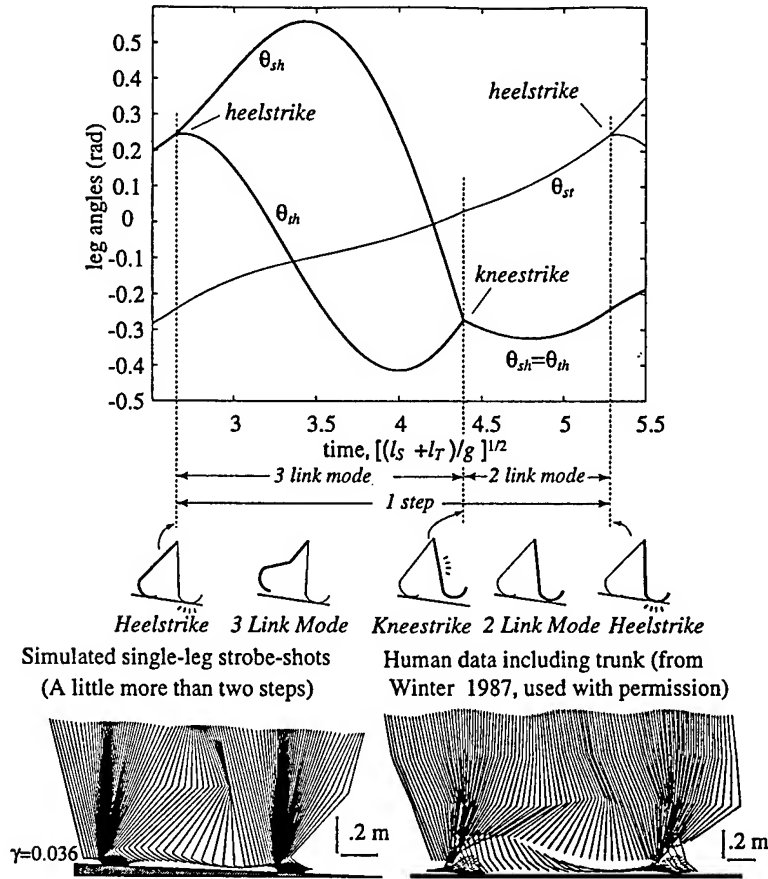 0.5
0.4
0.3
0.2
0.1
0
-0.1
-0.2
-0.3
-0.4
-0.5
leg angles (rad)
θsh
heelstrike
heelstrike
θth
θst
kneestrike
θsh=θth
3 3.5 4 4.5 5 5.5
time, [(lS +lT)/g ]1/2
3 link mode 2 link mode
1 step
Heelstrike 3 Link Mode Kneestrike 2 Link Mode Heelstrike
Simulated single-leg strobe-shots
(A little more than two steps)
Human data including trunk (from
Winter 1987, used with permission)
γ=0.036
.2 m
.2 m